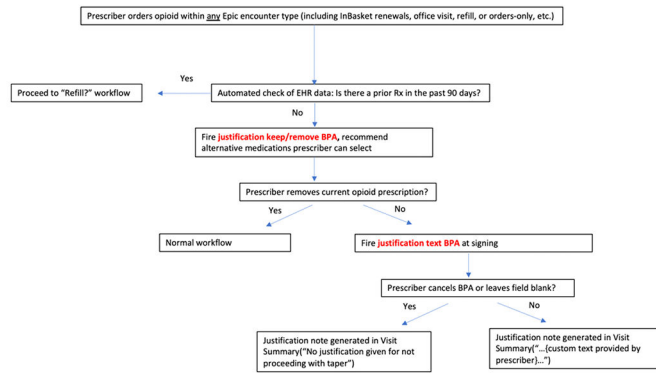 Prescriber orders opioid within any Epic encounter type (including InBasket renewals, office visit, refill, or orders-only, etc.)
Yes
Proceed to "Refill?" workflow
Automated check of EHR data: Is there a prior Rx in the past 90 days?
No
Fire justification keep/remove BPA, recommend
alternative medications prescriber can select
Prescriber removes current opioid prescription?
Yes
No
Normal workflow
Fire justification text BPA at signing
Prescriber cancels BPA or leaves field blank?
Yes
No
Justification note generated in Visit
Summary("No justification given for not
proceeding with taper")
Justification note generated in Visit
Summary("...{custom text provided by
prescriber}...")